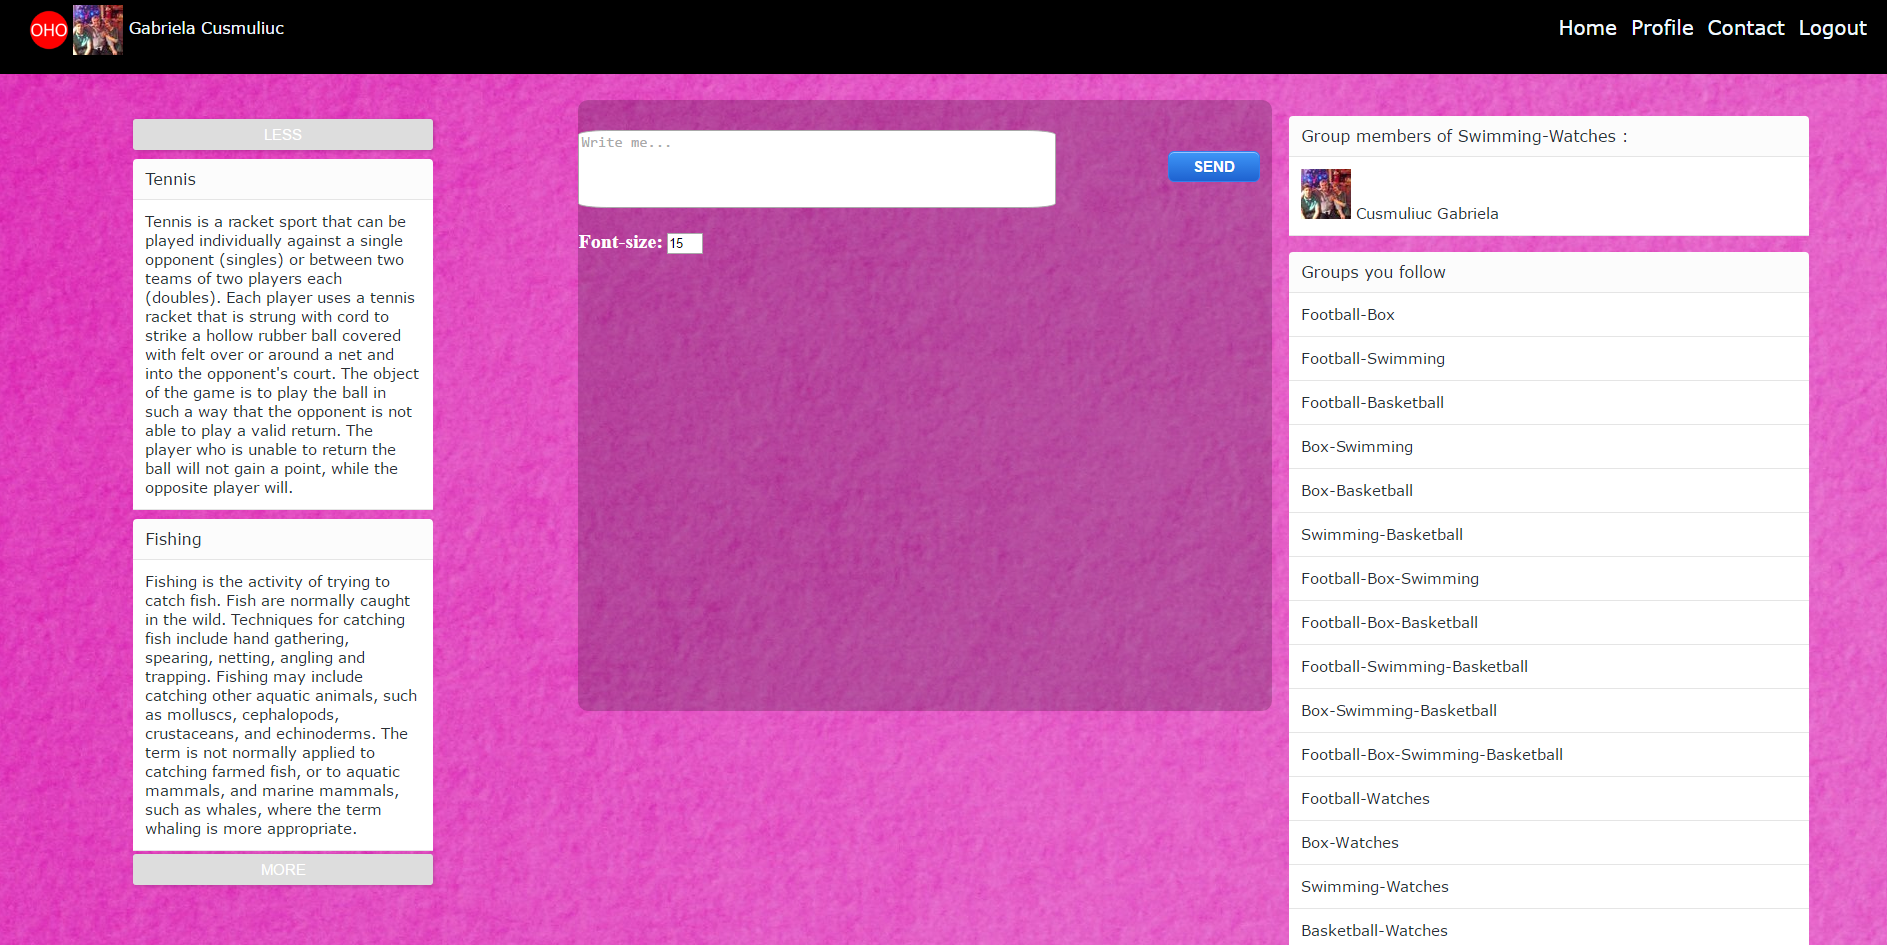 OHO Gabriela Cusmuliuc
Home Profile Contact Logout
LESS
Tennis
Tennis is a racket sport that can be
played individually against a single
opponent (singles) or between two
teams of two players each
(doubles). Each player uses a tennis
racket that is strung with cord to
strike a hollow rubber ball covered
with felt over or around a net and
into the opponent's court. The object
of the game is to play the ball in
such a way that the opponent is not
able to play a valid return. The
player who is unable to return the
ball will not gain a point, while the
opposite player will.
Fishing
Fishing is the activity of trying to
catch fish. Fish are normally caught
in the wild. Techniques for catching
fish include hand gathering,
spearing, netting, angling and
trapping. Fishing may include
catching other aquatic animals, such
as molluscs, cephalopods,
crustaceans, and echinoderms. The
term is not normally applied to
catching farmed fish, or to aquatic
mammals, and marine mammals,
such as whales, where the term
whaling is more appropriate.
MORE
Write me...
SEND
Font-size: 15
Group members of Swimming-Watches :
Cusmuliuc Gabriela
Groups you follow
Football-Box
Football-Swimming
Football-Basketball
Box-Swimming
Box-Basketball
Swimming-Basketball
Football-Box-Swimming
Football-Box-Basketball
Football-Swimming-Basketball
Box-Swimming-Basketball
Football-Box-Swimming-Basketball
Football-Watches
Box-Watches
Swimming-Watches
Basketball-Watches